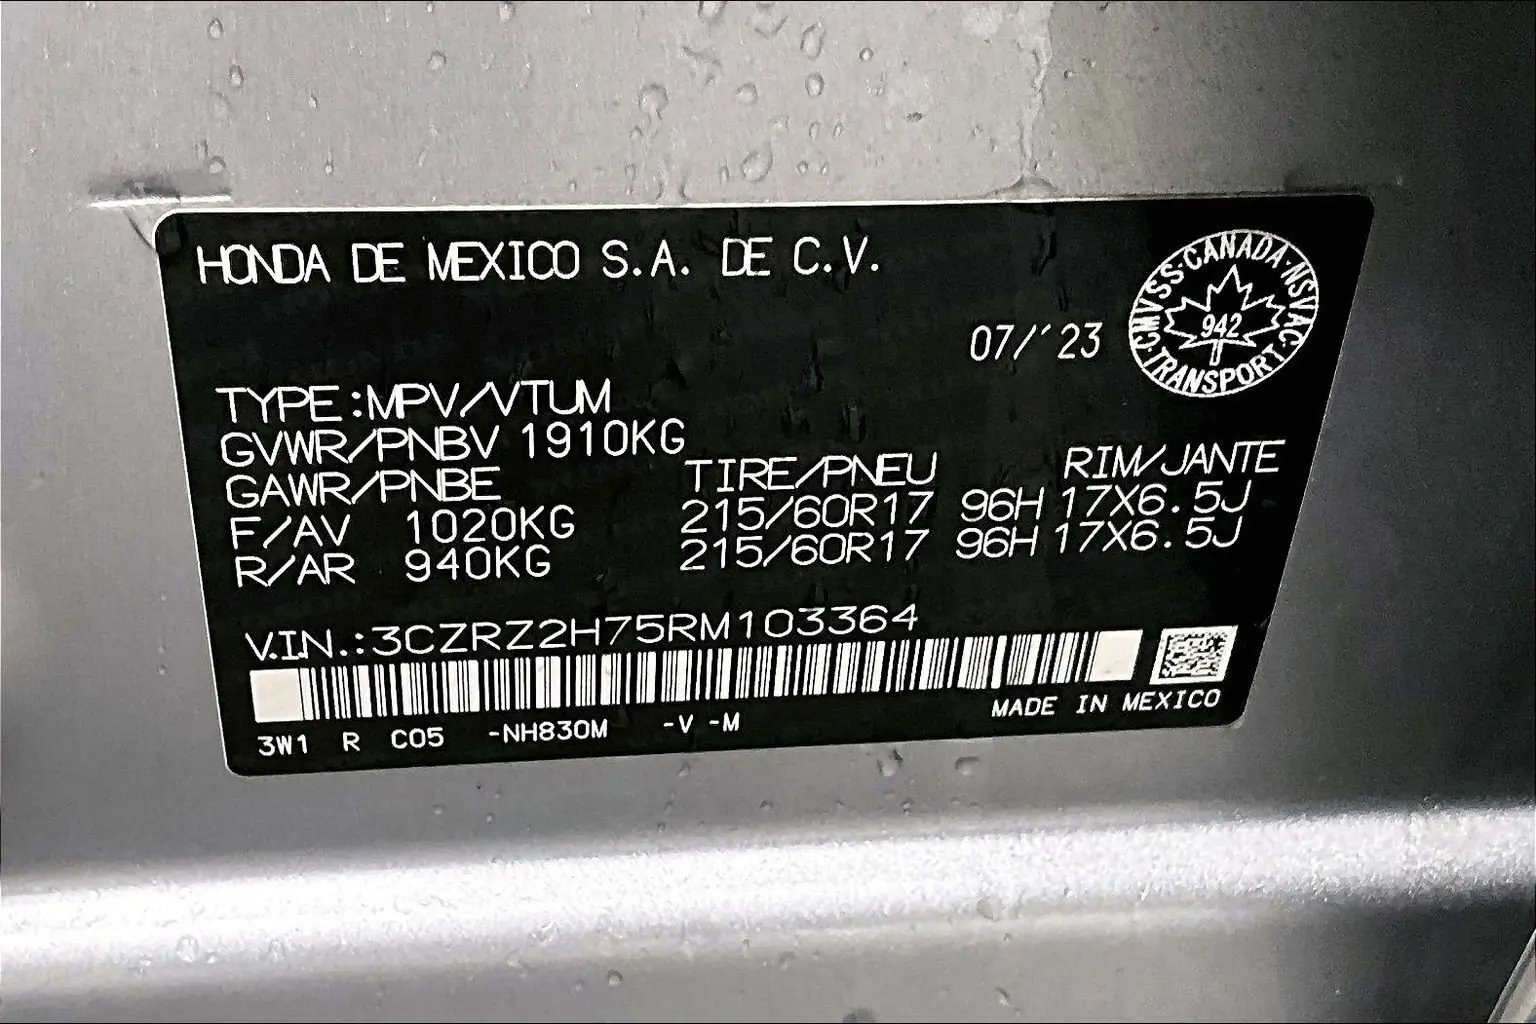 HONDA DE MEXICO S.A. DE C.V.
07/'23
CMVSS·CANADA·NSVAC·TRANSPORT·
942
TYPE:MPV/VTUM
GVWR/PNBV 1910KG
GAWR/PNBE TIRE/PNEU RIM/JANTE
F/AV 1020KG 215/60R17 96H 17X6.5J
R/AR 940KG 215/60R17 96H 17X6.5J
V.I.N.:3CZRZ2H75RM103364
3W1 R C05 -NH830M -V -M MADE IN MEXICO